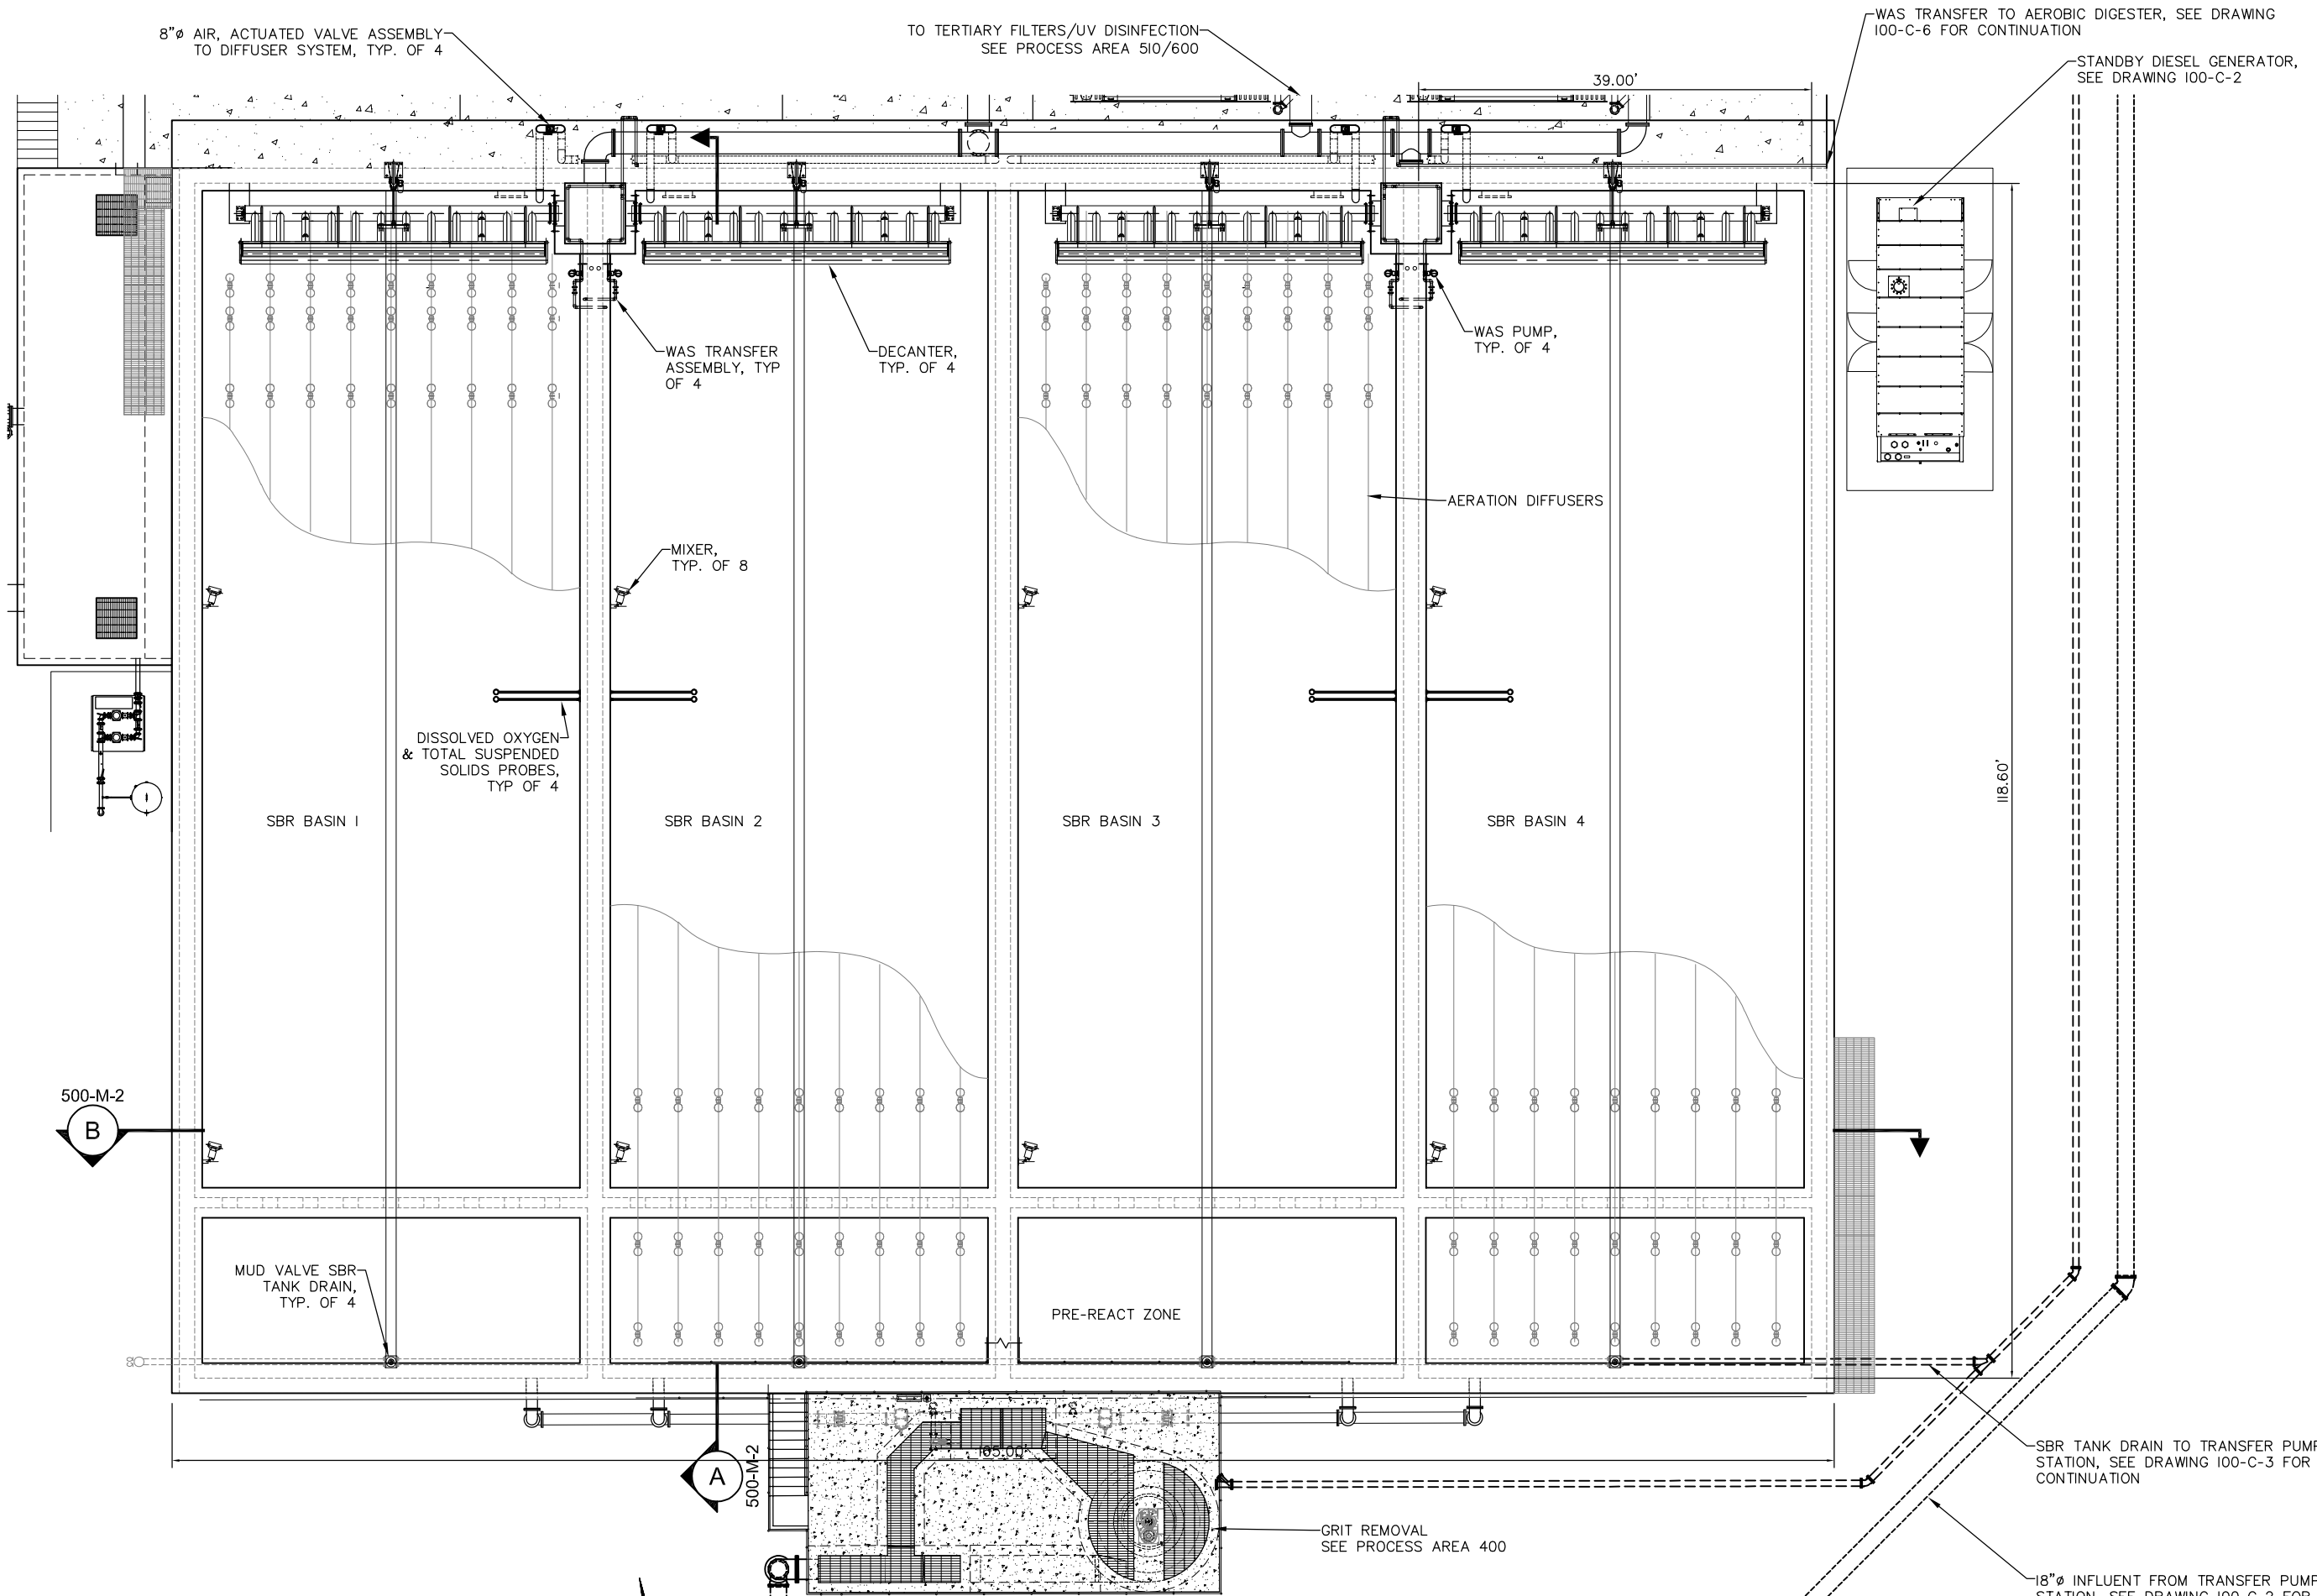 8"ø AIR, ACTUATED VALVE ASSEMBLY
TO DIFFUSER SYSTEM, TYP. OF 4
TO TERTIARY FILTERS/UV DISINFECTION
SEE PROCESS AREA 510/600
WAS TRANSFER TO AEROBIC DIGESTER, SEE DRAWING
100-C-6 FOR CONTINUATION
STANDBY DIESEL GENERATOR,
SEE DRAWING 100-C-2
39.00'
WAS TRANSFER
ASSEMBLY, TYP
OF 4
DECANTER,
TYP. OF 4
WAS PUMP,
TYP. OF 4
AERATION DIFFUSERS
MIXER,
TYP. OF 8
DISSOLVED OXYGEN
& TOTAL SUSPENDED
SOLIDS PROBES,
TYP OF 4
118.60'
SBR BASIN 1
SBR BASIN 2
SBR BASIN 3
SBR BASIN 4
500-M-2
B
MUD VALVE SBR
TANK DRAIN,
TYP. OF 4
PRE-REACT ZONE
165.00'
A
500-M-2
SBR TANK DRAIN TO TRANSFER PUMP
STATION, SEE DRAWING 100-C-3 FOR
CONTINUATION
GRIT REMOVAL
SEE PROCESS AREA 400
18"ø INFLUENT FROM TRANSFER PUMP